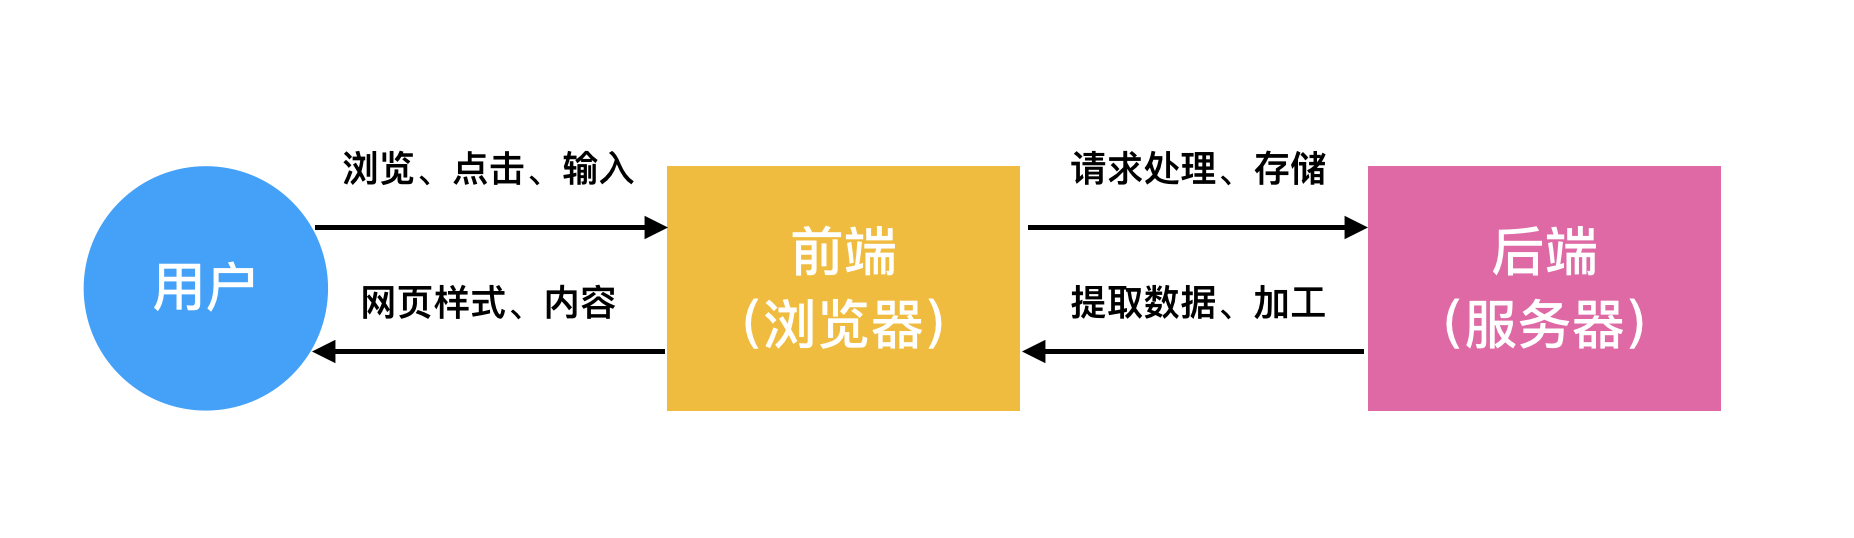 浏览、点击、输入
请求处理、存储
用户
前端
（浏览器）
后端
（服务器）
网页样式、内容
提取数据、加工